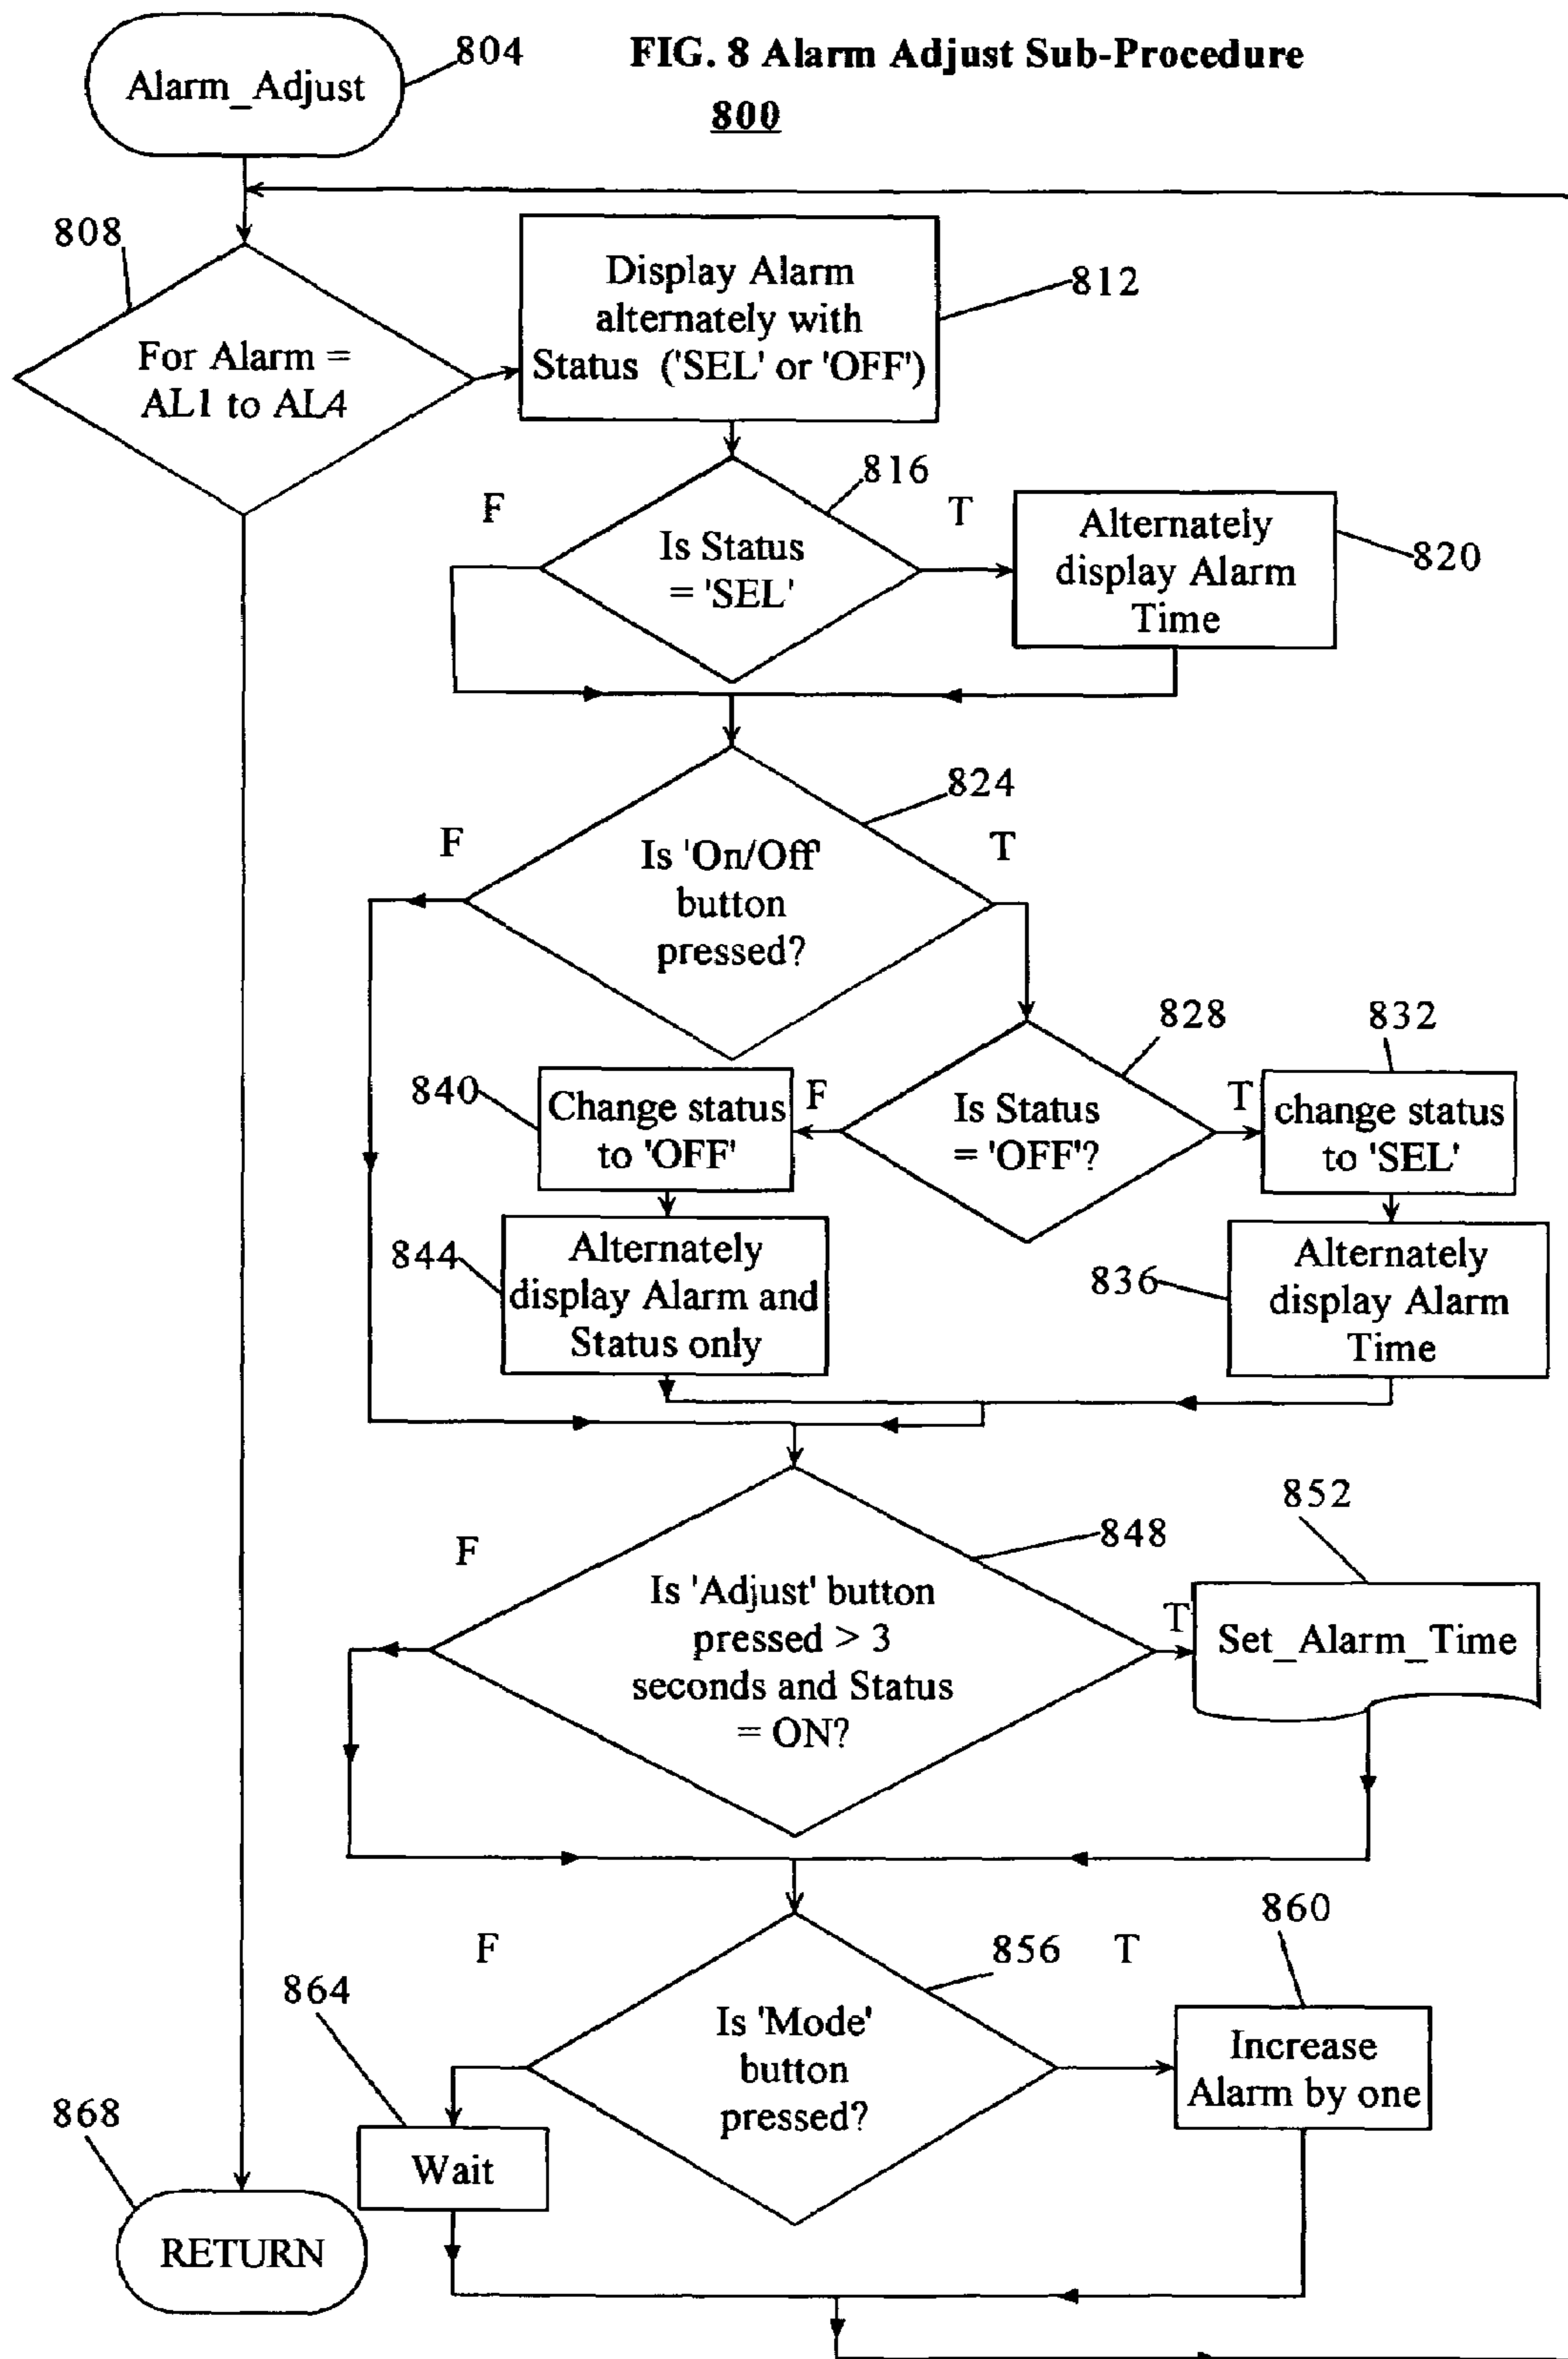 804
FIG. 8 Alarm Adjust Sub-Procedure
800
Alarm_Adjust
808
For Alarm =
AL1 to AL4
Display Alarm
alternately with
Status ('SEL' or 'OFF')
812
816
F
T
Is Status
= 'SEL'
Alternately
display Alarm
Time
820
824
F
T
Is 'On/Off'
button
pressed?
828
832
840
Change status
to 'OFF'
F
Is Status
= 'OFF'?
T
change status
to 'SEL'
844
Alternately
display Alarm and
Status only
836
Alternately
display Alarm
Time
852
848
F
Is 'Adjust' button
pressed > 3
seconds and Status
= ON?
T
Set_Alarm_Time
860
F
856
T
864
Is 'Mode'
button
pressed?
Increase
Alarm by one
868
Wait
RETURN